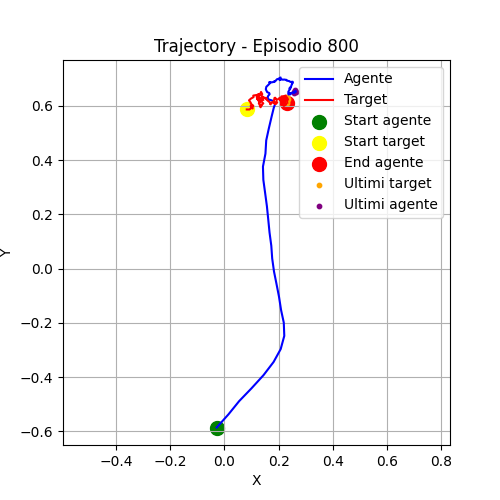 Trajectory - Episodio 800
Agente
Target
Start agente
Start target
End agente
Ultimi target
Ultimi agente
0.6
0.4
0.2
0.0
−0.2
−0.4
−0.6
Y
−0.4
−0.2
0.0
0.2
0.4
0.6
0.8
X